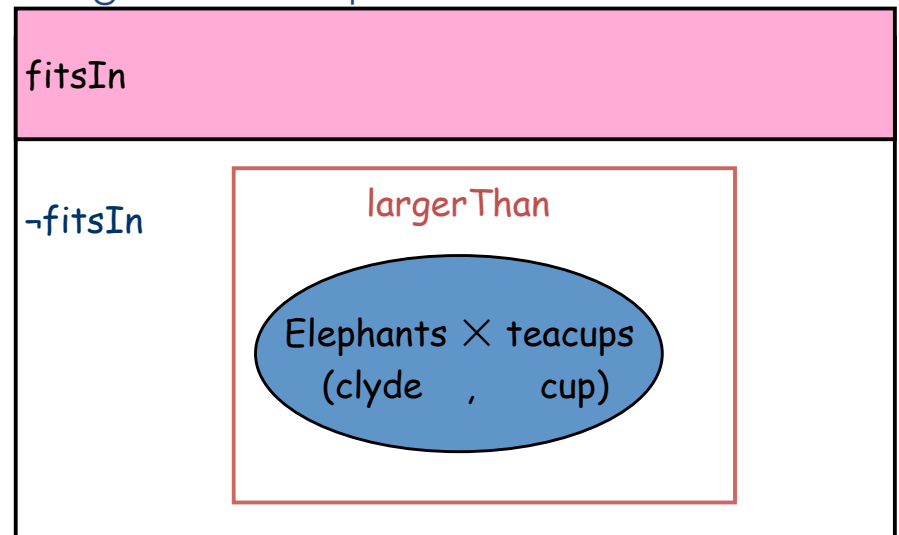 fitsIn
¬fitsIn
largerThan
Elephants × teacups
(clyde , cup)